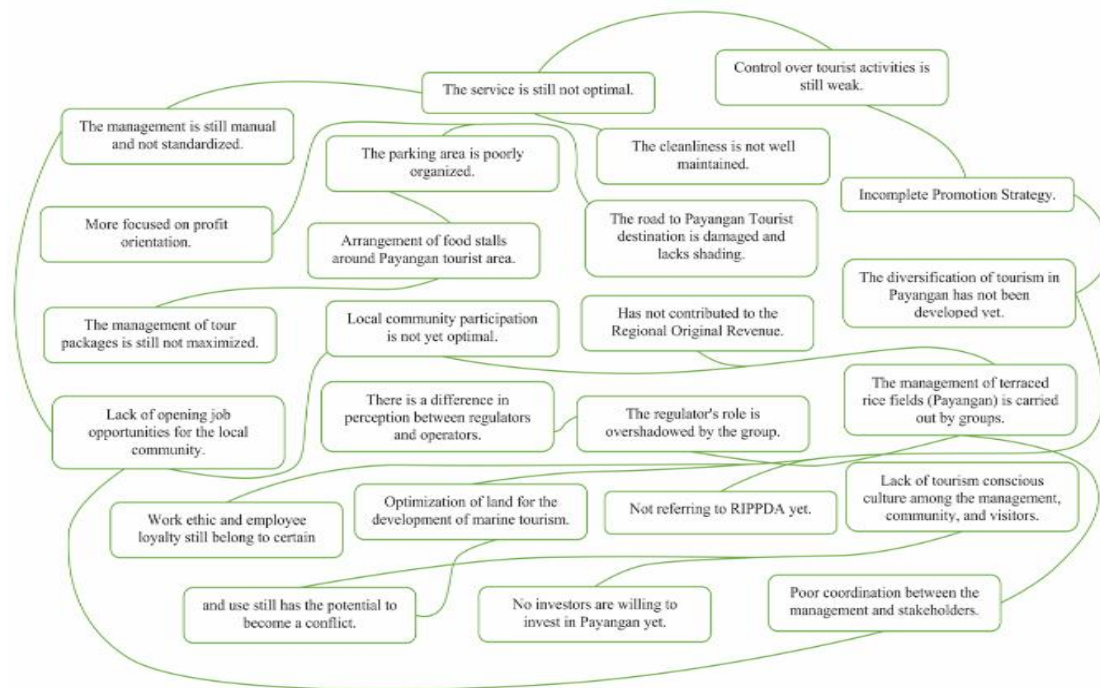 Control over tourist activities is
still weak.
The service is still not optimal.
The management is still manual
and not standardized.
The cleanliness is not well
maintained.
The parking area is poorly
organized.
Incomplete Promotion Strategy.
More focused on profit
orientation.
The road to Payangan Tourist
destination is damaged and
lacks shading.
Arrangement of food stalls
around Payangan tourist area.
The diversification of tourism in
Payangan has not been
developed yet.
Has not contributed to the
Regional Original Revenue.
Local community participation
is not yet optimal.
The management of tour
packages is still not maximized.
The management of terraced
rice fields (Payangan) is carried
out by groups.
There is a difference in
perception between regulators
and operators.
The regulator's role is
overshadowed by the group.
Lack of opening job
opportunities for the local
community.
Lack of tourism conscious
culture among the management,
community, and visitors.
Optimization of land for the
development of marine tourism.
Not referring to RIPPDA yet.
Work ethic and employee
loyalty still belong to certain
Poor coordination between the
management and stakeholders.
and use still has the potential to
become a conflict.
No investors are willing to
invest in Payangan yet.